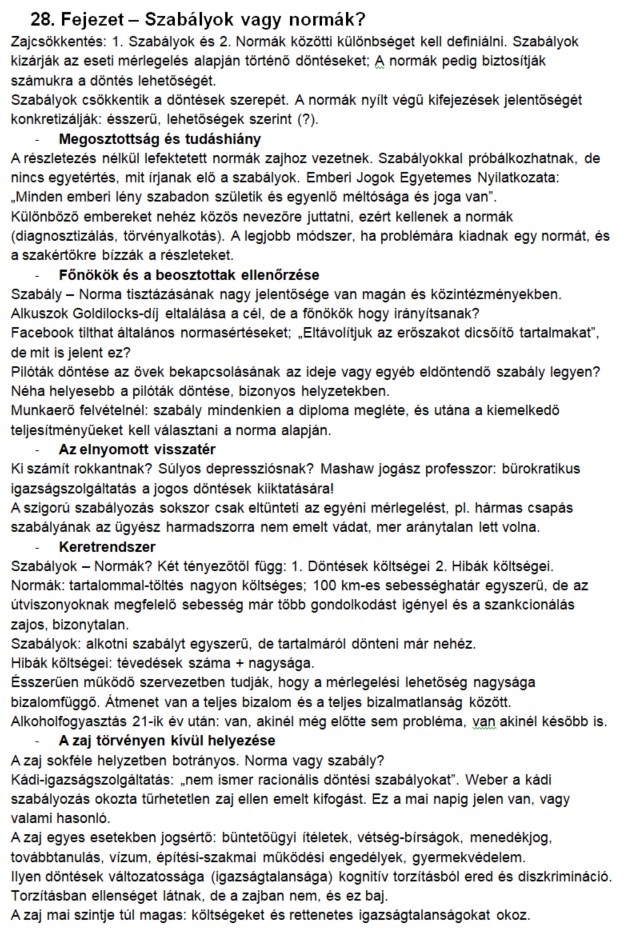 28. Fejezet – Szabályok vagy normák?
Zajcsökkentés: 1. Szabályok és 2. Normák közötti különbséget kell definiálni. Szabályok
kizárják az eseti mérlegelés alapján történő döntéseket; A normák pedig biztosítják
számukra a döntés lehetőségét.
Szabályok csökkentik a döntések szerepét. A normák nyílt végű kifejezések jelentőségét
konkretizálják: ésszerű, lehetőségek szerint (?).
- Megosztottság és tudáshiány
A részletezés nélkül lefektetett normák zajhoz vezetnek. Szabályokkal próbálkozhatnak, de
nincs egyetértés, mit írjanak elő a szabályok. Emberi Jogok Egyetemes Nyilatkozata:
„Minden emberi lény szabadon születik és egyenlő méltósága és joga van”.
Különböző embereket nehéz közös nevezőre juttatni, ezért kellenek a normák
(diagnosztizálás, törvényalkotás). A legjobb módszer, ha problémára kiadnak egy normát, és
a szakértőkre bízzák a részleteket.
- Főnökök és a beosztottak ellenőrzése
Szabály – Norma tisztázásának nagy jelentősége van magán és közintézményekben.
Alkuszok Goldilocks-díj eltalálása a cél, de a főnökök hogy irányítsanak?
Facebook tilthat általános normasértéseket; „Eltávolítjuk az erőszakot dicsőítő tartalmakat”,
de mit is jelent ez?
Pilóták döntése az övek bekapcsolásának az ideje vagy egyéb eldöntendő szabály legyen?
Néha helyesebb a pilóták döntése, bizonyos helyzetekben.
Munkaerő felvételnél: szabály mindenkien a diploma megléte, és utána a kiemelkedő
teljesítményűeket kell választani a norma alapján.
- Az elnyomott visszatér
Ki számít rokkantnak? Súlyos depressziósnak? Mashaw jogász professzor: bürokratikus
igazságszolgáltatás a jogos döntések kiiktatására!
A szigorú szabályozás sokszor csak eltünteti az egyéni mérlegelést, pl. hármas csapás
szabályának az ügyész harmadszorra nem emelt vádat, mer aránytalan lett volna.
- Keretrendszer
Szabályok – Normák? Két tényezőtől függ: 1. Döntések költségei 2. Hibák költségei.
Normák: tartalommal-töltés nagyon költséges; 100 km-es sebességhatár egyszerű, de az
útviszonyoknak megfelelő sebesség már több gondolkodást igényel és a szankcionálás
zajos, bizonytalan.
Szabályok: alkotni szabályt egyszerű, de tartalmáról dönteni már nehéz.
Hibák költségei: tévedések száma + nagysága.
Ésszerűen működő szervezetben tudják, hogy a mérlegelési lehetőség nagysága
bizalomfüggő. Átmenet van a teljes bizalom és a teljes bizalmatlanság között.
Alkoholfogyasztás 21-ik év után: van, akinél még előtte sem probléma, van akinél később is.
- A zaj törvényen kívül helyezése
A zaj sokféle helyzetben botrányos. Norma vagy szabály?
Kádi-igazságszolgáltatás: „nem ismer racionális döntési szabályokat”. Weber a kádi
szabályozás okozta tűrhetetlen zaj ellen emelt kifogást. Ez a mai napig jelen van, vagy
valami hasonló.
A zaj egyes esetekben jogsértő: büntetőügyi ítéletek, vétség-bírságok, menedékjog,
továbbtanulás, vízum, építési-szakmai működési engedélyek, gyermekvédelem.
Ilyen döntések változatossága (igazságtalansága) kognitív torzításból ered és diszkrimináció.
Torzításban ellenséget látnak, de a zajban nem, és ez baj.
A zaj mai szintje túl magas: költségeket és rettenetes igazságtalanságokat okoz.